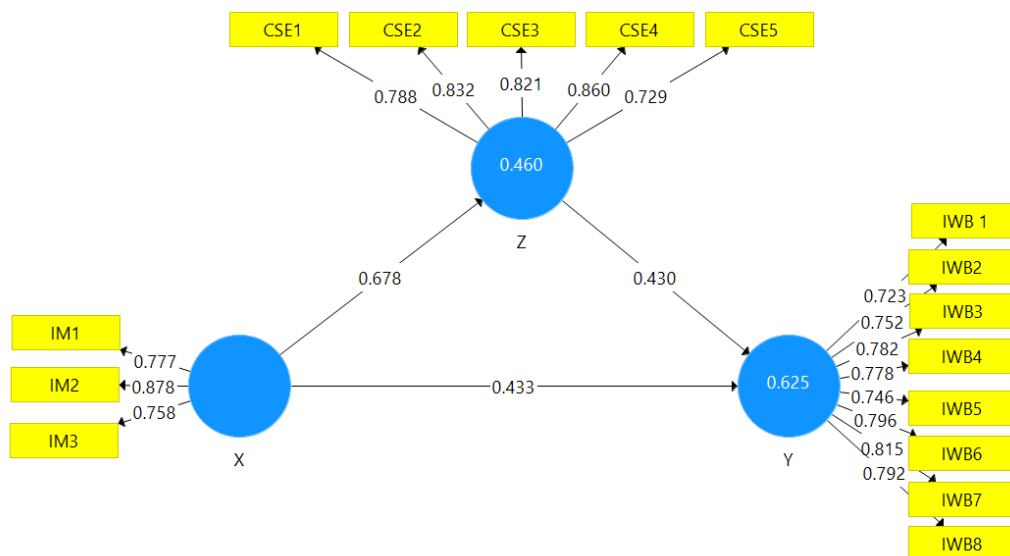 CSE1 CSE2 CSE3 CSE4 CSE5
0.788 0.832 0.821 0.860 0.729
0.460
Z
0.678
0.430
IM1
IM2
IM3
0.777
0.878
0.758
X
0.433
0.625
Y
0.723
0.752
0.782
0.778
0.746
0.796
0.815
0.792
IWB 1
IWB2
IWB3
IWB4
IWB5
IWB6
IWB7
IWB8